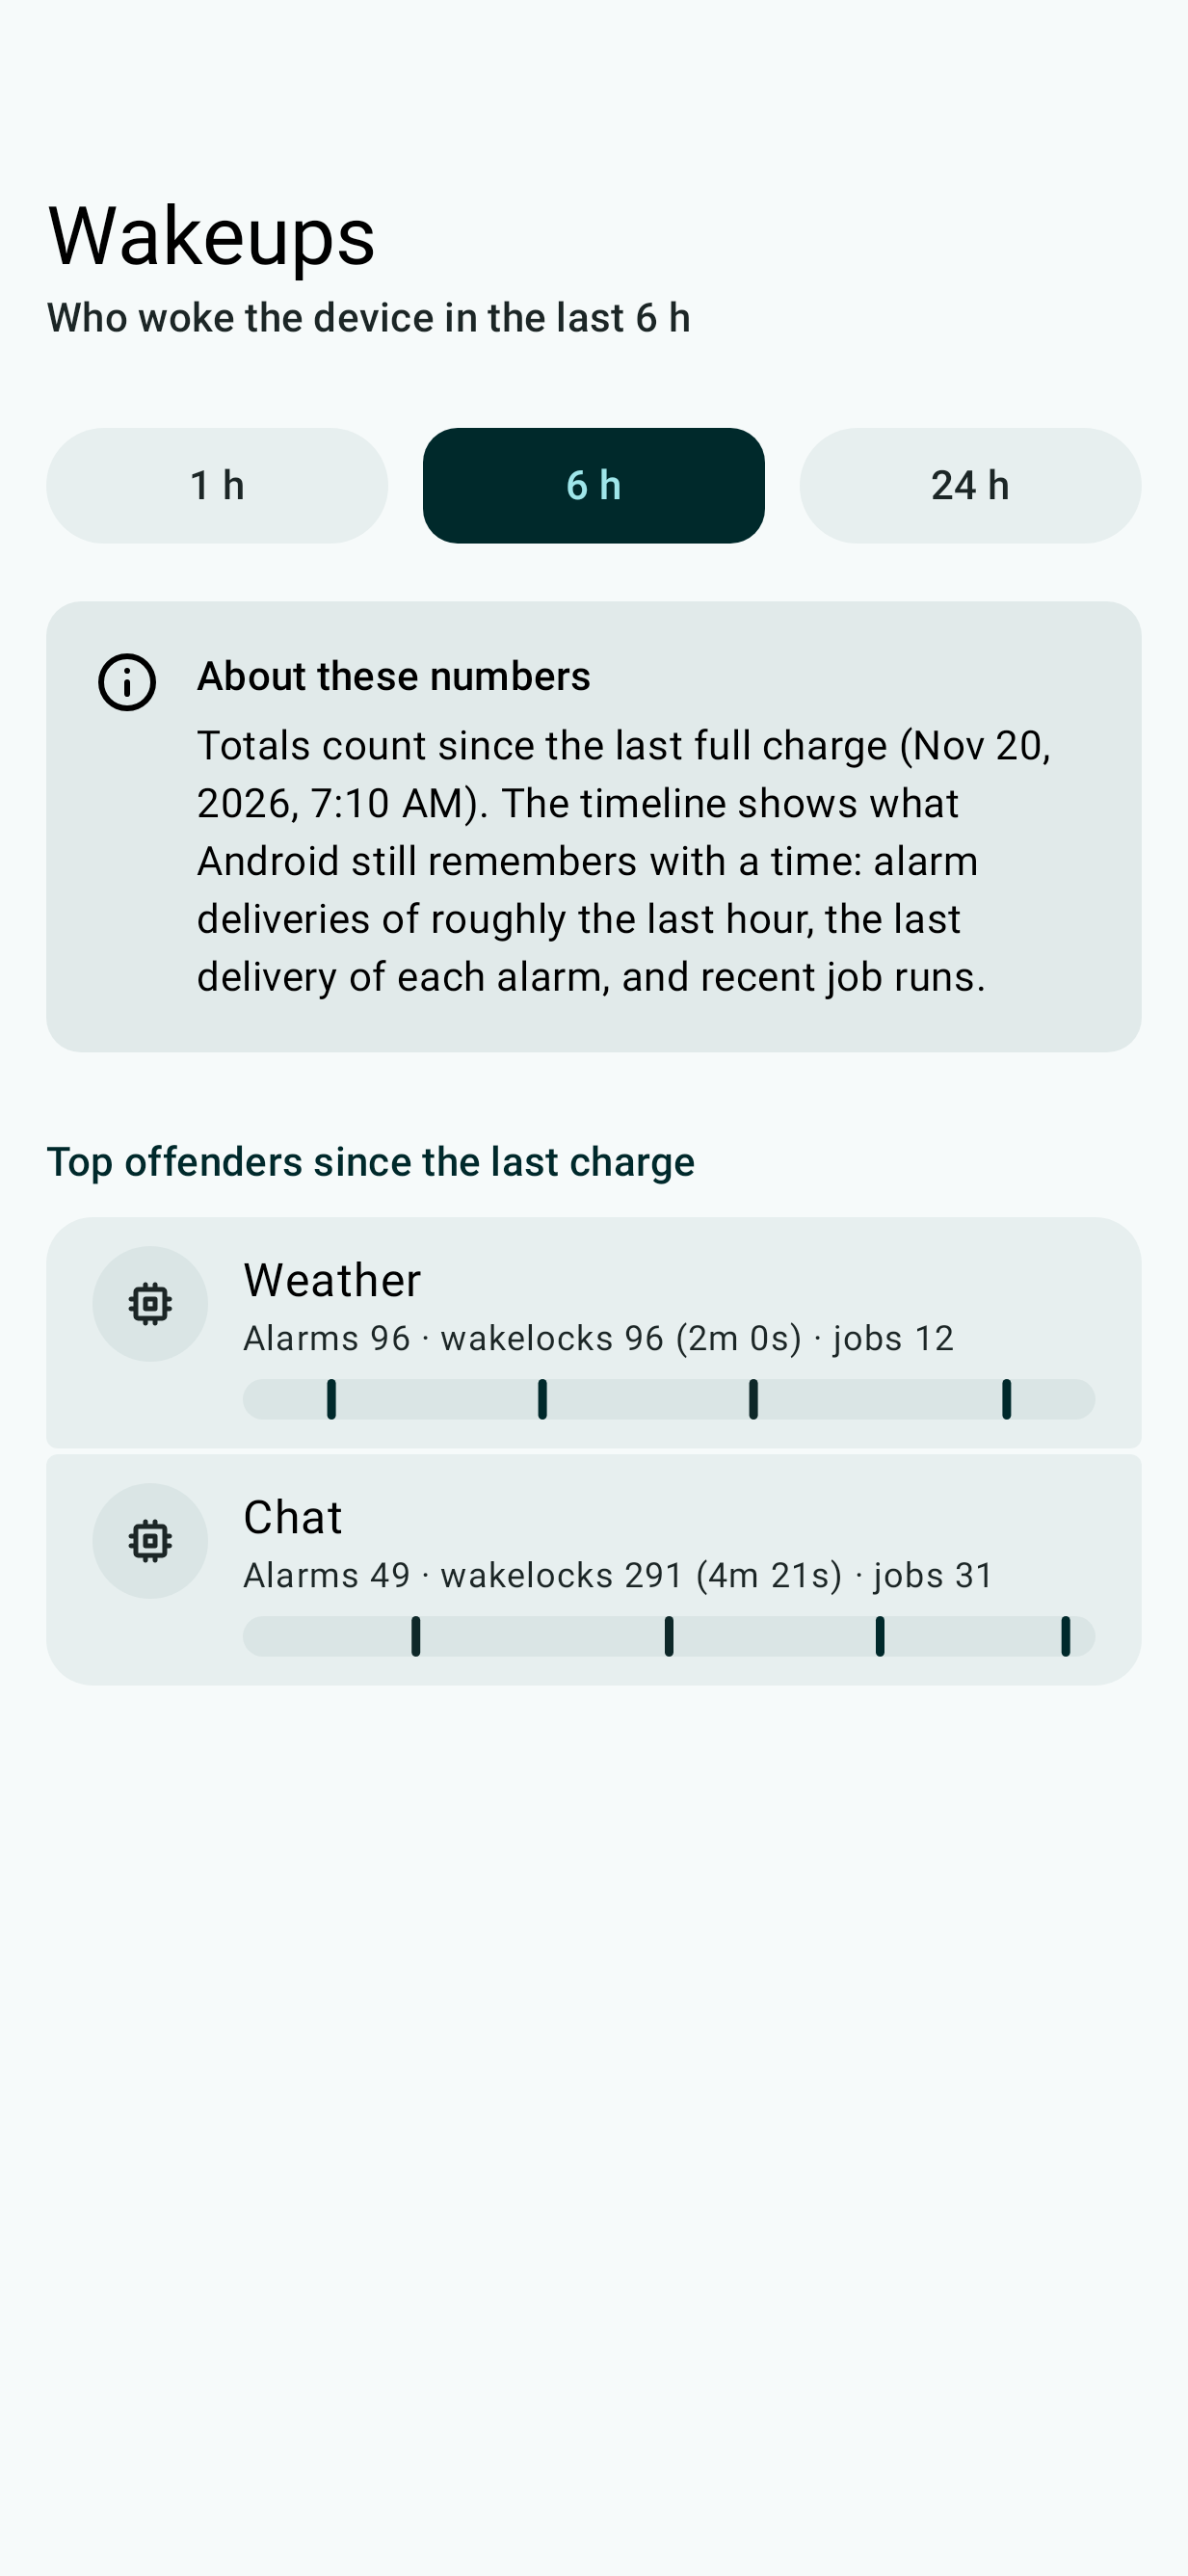 Wakeups
Who woke the device in the last 6 h
1 h
6 h
24 h
About these numbers
Totals count since the last full charge (Nov 20,
2026, 7:10 AM). The timeline shows what
Android still remembers with a time: alarm
deliveries of roughly the last hour, the last
delivery of each alarm, and recent job runs.
Top offenders since the last charge
Weather
Alarms 96 · wakelocks 96 (2m 0s) · jobs 12
Chat
Alarms 49 · wakelocks 291 (4m 21s) · jobs 31